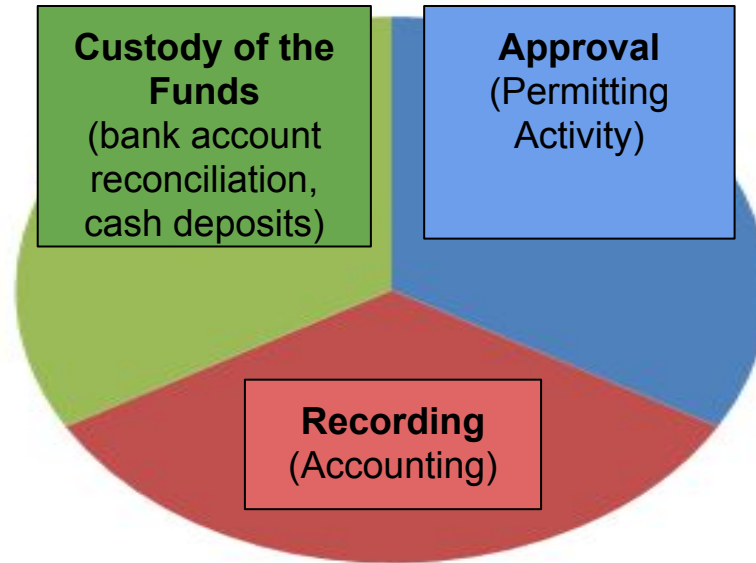 Custody of the
Funds
(bank account
reconciliation,
cash deposits)
Approval
(Permitting
Activity)
Recording
(Accounting)